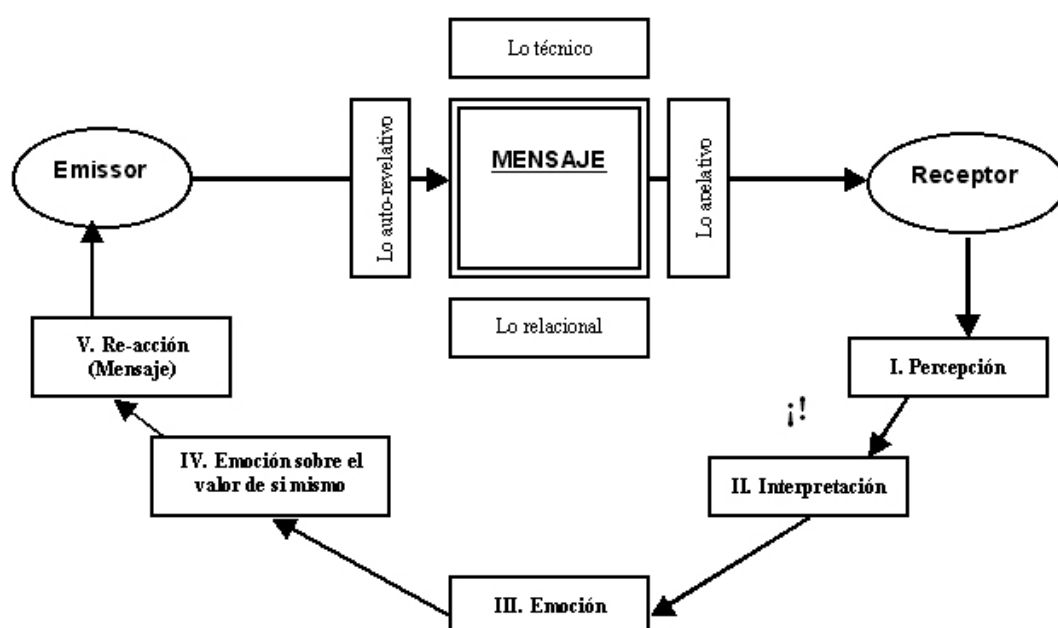 Lo técnico
Emissor
Lo auto-revelativo
MENSAJE
Lo apelativo
Receptor
Lo relacional
V. Re-acción
(Mensaje)
I. Percepción
¡!
IV. Emoción sobre el
valor de si mismo
II. Interpretación
III. Emoción